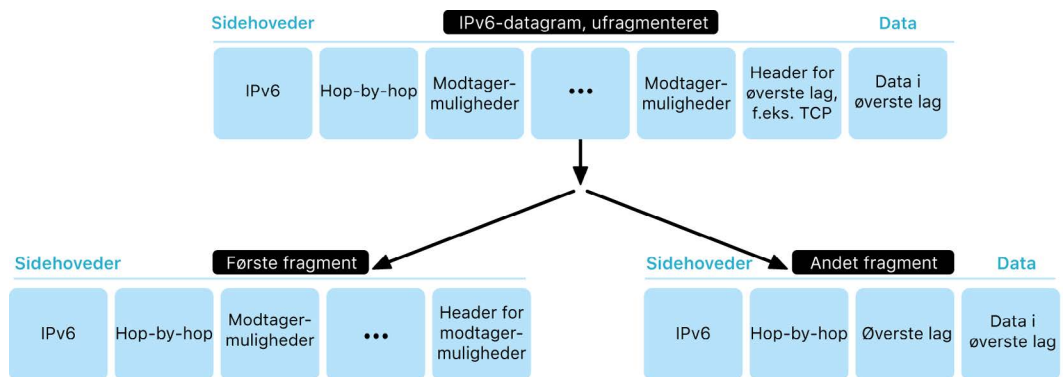 Sidehoveder
IPv6-datagram, ufragmenteret
Data
IPv6
Hop-by-hop
Modtager-
muligheder
•••
Modtager-
muligheder
Header for
øverste lag,
f.eks. TCP
Data i
øverste lag
Sidehoveder
Første fragment
IPv6
Hop-by-hop
Modtager-
muligheder
•••
Header for
modtager-
muligheder
Sidehoveder
Andet fragment
Data
IPv6
Hop-by-hop
Øverste lag
Data i
øverste lag